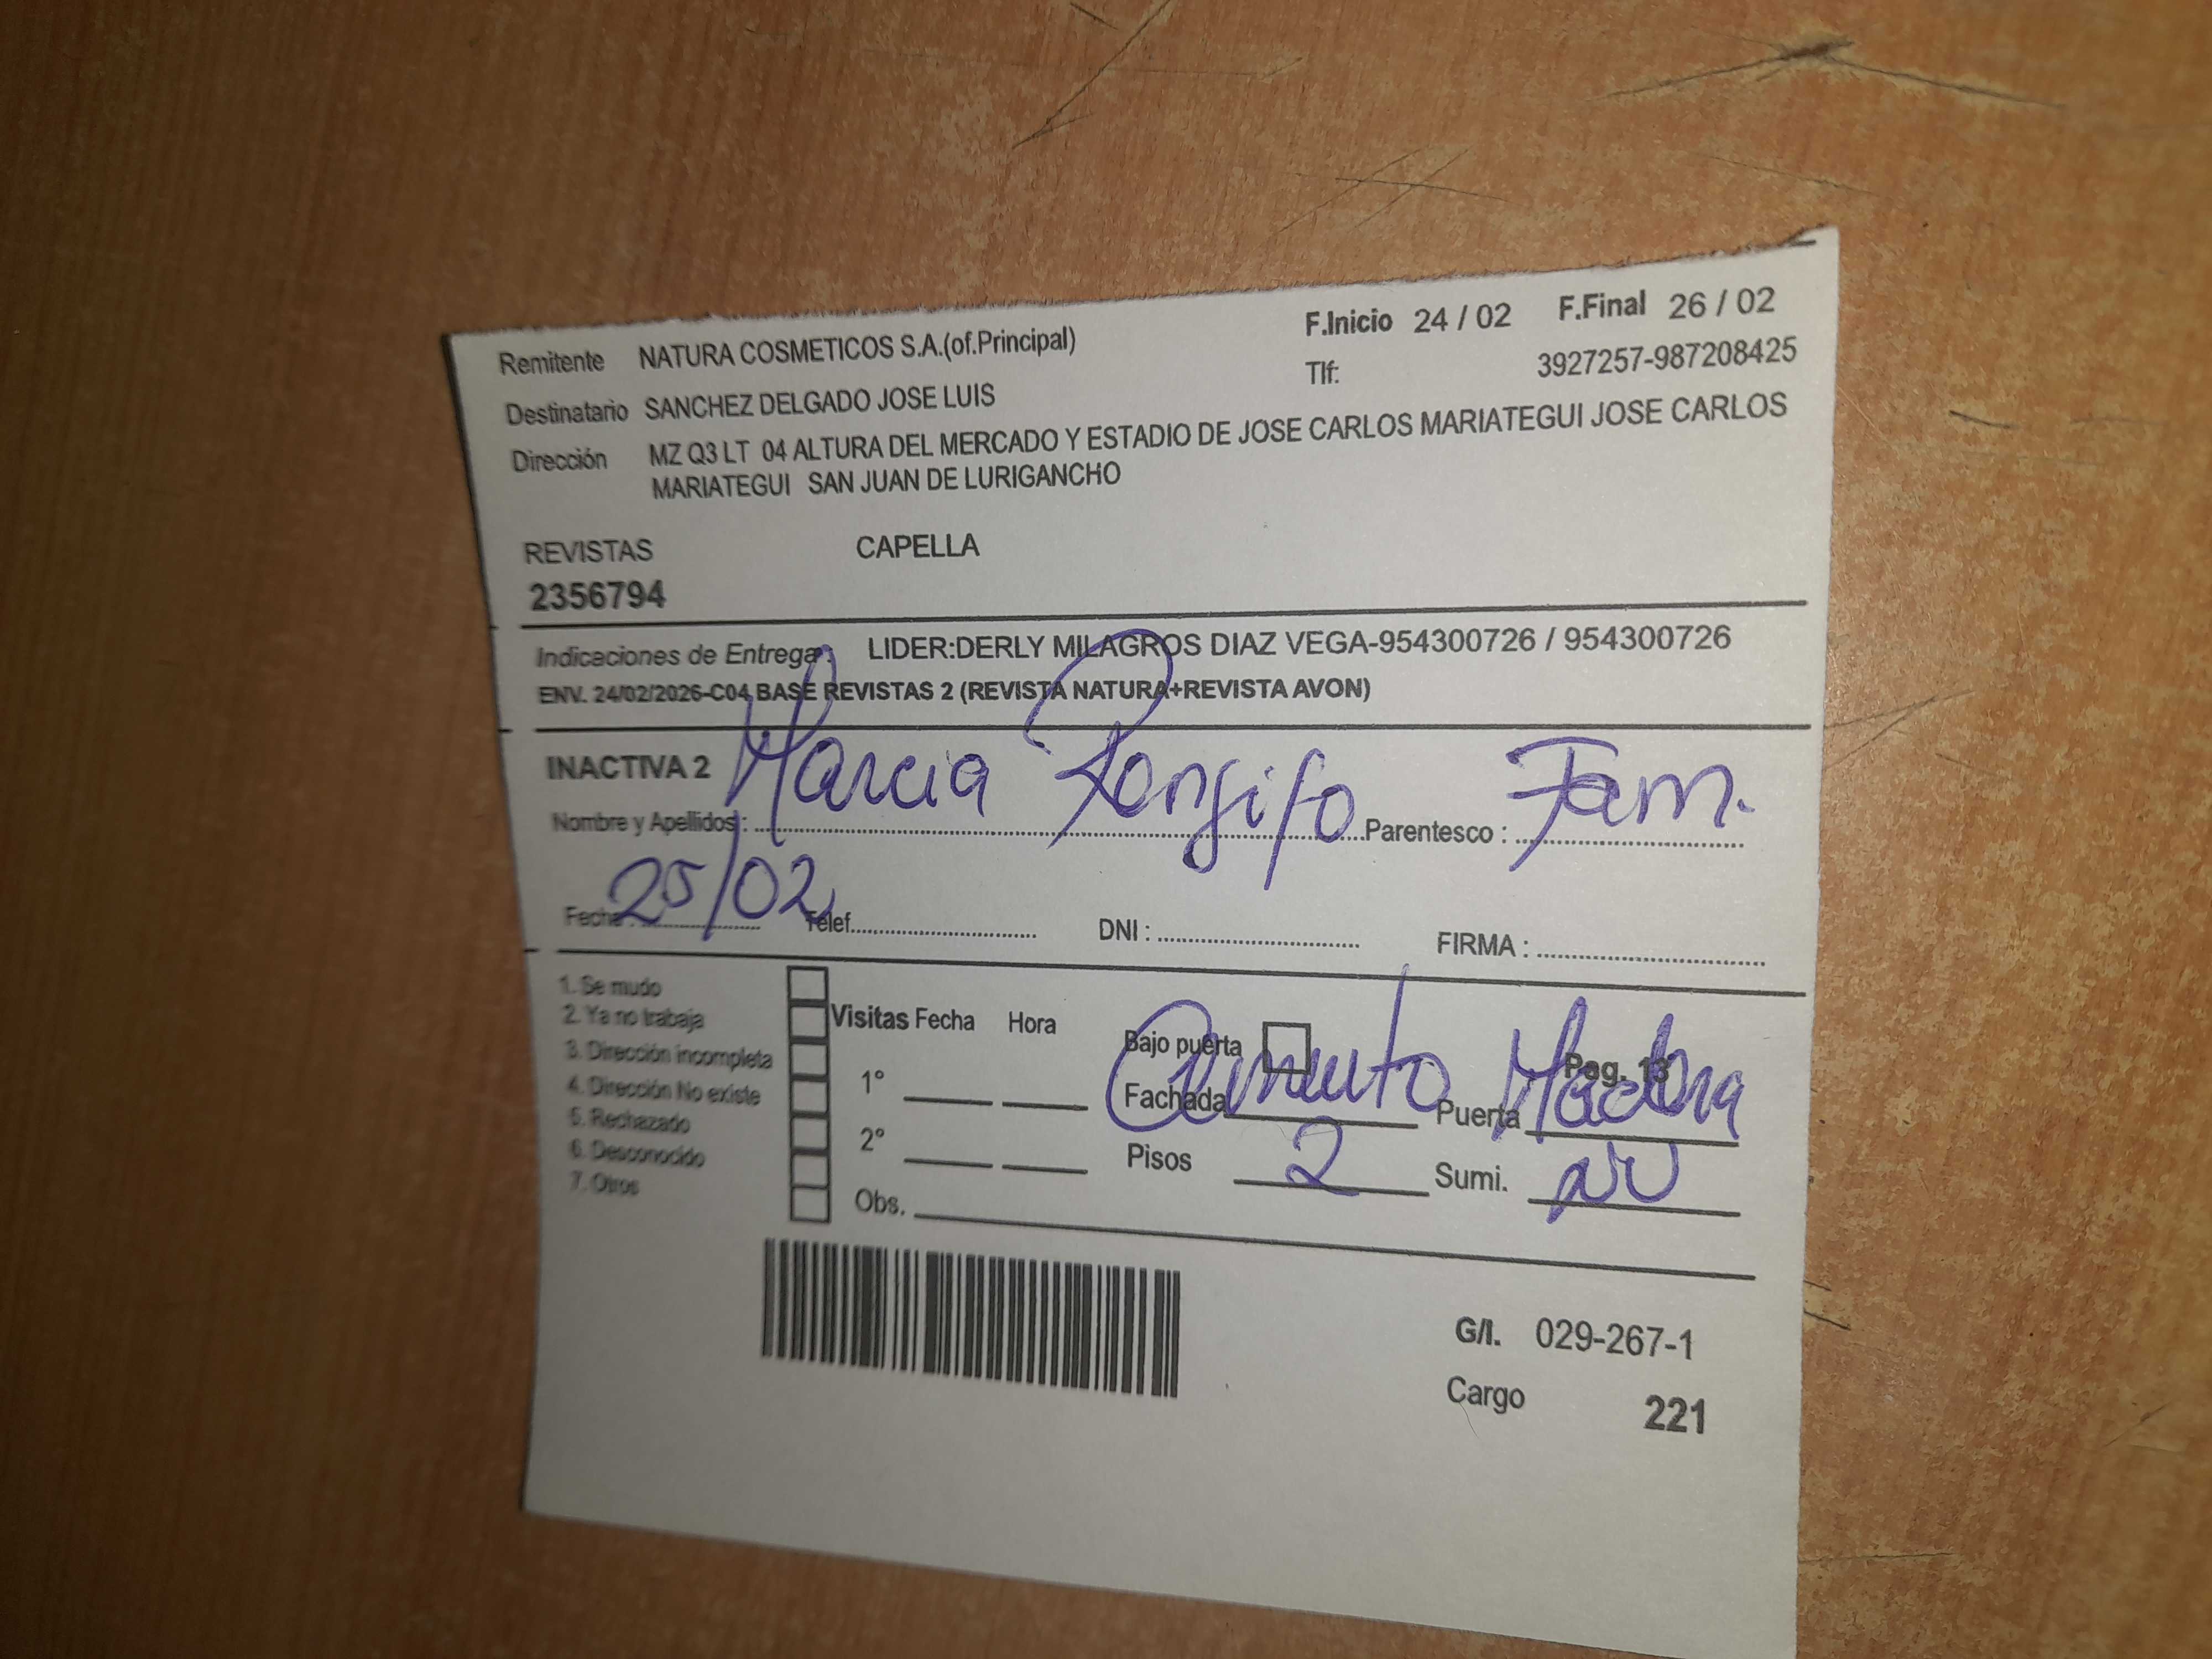 Remitente NATURA COSMETICOS S.A.(of.Principal) F.Inicio 24 / 02 F.Final 26 / 02
Tlf: 3927257-987208425
Destinatario SANCHEZ DELGADO JOSE LUIS
Dirección MZ Q3 LT 04 ALTURA DEL MERCADO Y ESTADIO DE JOSE CARLOS MARIATEGUI JOSE CARLOS
MARIATEGUI SAN JUAN DE LURIGANCHO
REVISTAS CAPELLA
2356794
Indicaciones de Entrega : LIDER:DERLY MILAGROS DIAZ VEGA-954300726 / 954300726
ENV. 24/02/2026-C04 BASE REVISTAS 2 (REVISTA NATURA+REVISTA AVON)
INACTIVA 2
Nombre y Apellidos : Marcia Rengifo Parentesco : Fam.
Fecha : 25/02 Telef. DNI : FIRMA :
1. Se mudo
2. Ya no trabaja
3. Dirección incompleta
4. Dirección No existe
5. Rechazado
6. Desconocido
7. Otros
Visitas Fecha Hora
1°
2°
Obs.
Bajo puerta Pag. 13
Fachada Cemento Puerta Madera
Pisos 2 Sumi.
G/I. 029-267-1
Cargo 221